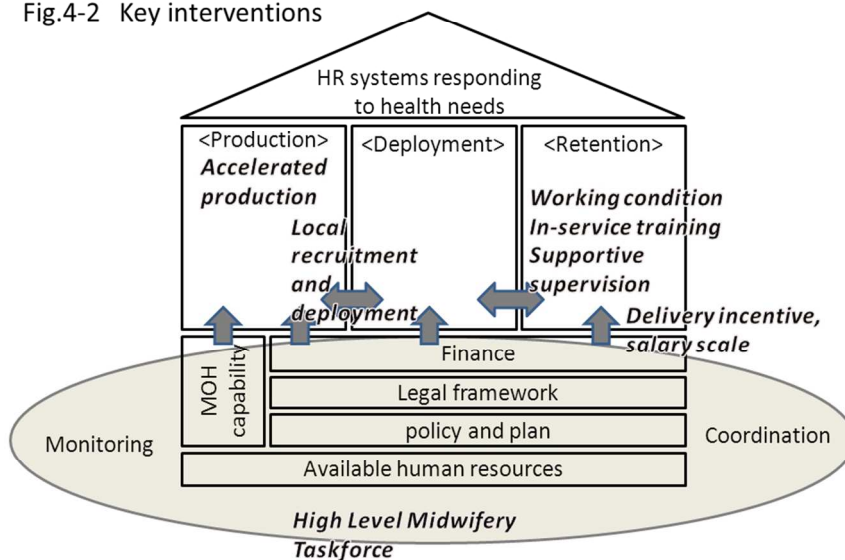 Fig.4-2 Key interventions
HR systems responding
to health needs
<Production>
Accelerated
production
Local
recruitment
and
deployment
<Deployment>
<Retention>
Working condition
In-service training
Supportive
supervision
Delivery incentive,
salary scale
MOH
capability
Finance
Legal framework
policy and plan
Available human resources
Monitoring
Coordination
High Level Midwifery
Taskforce